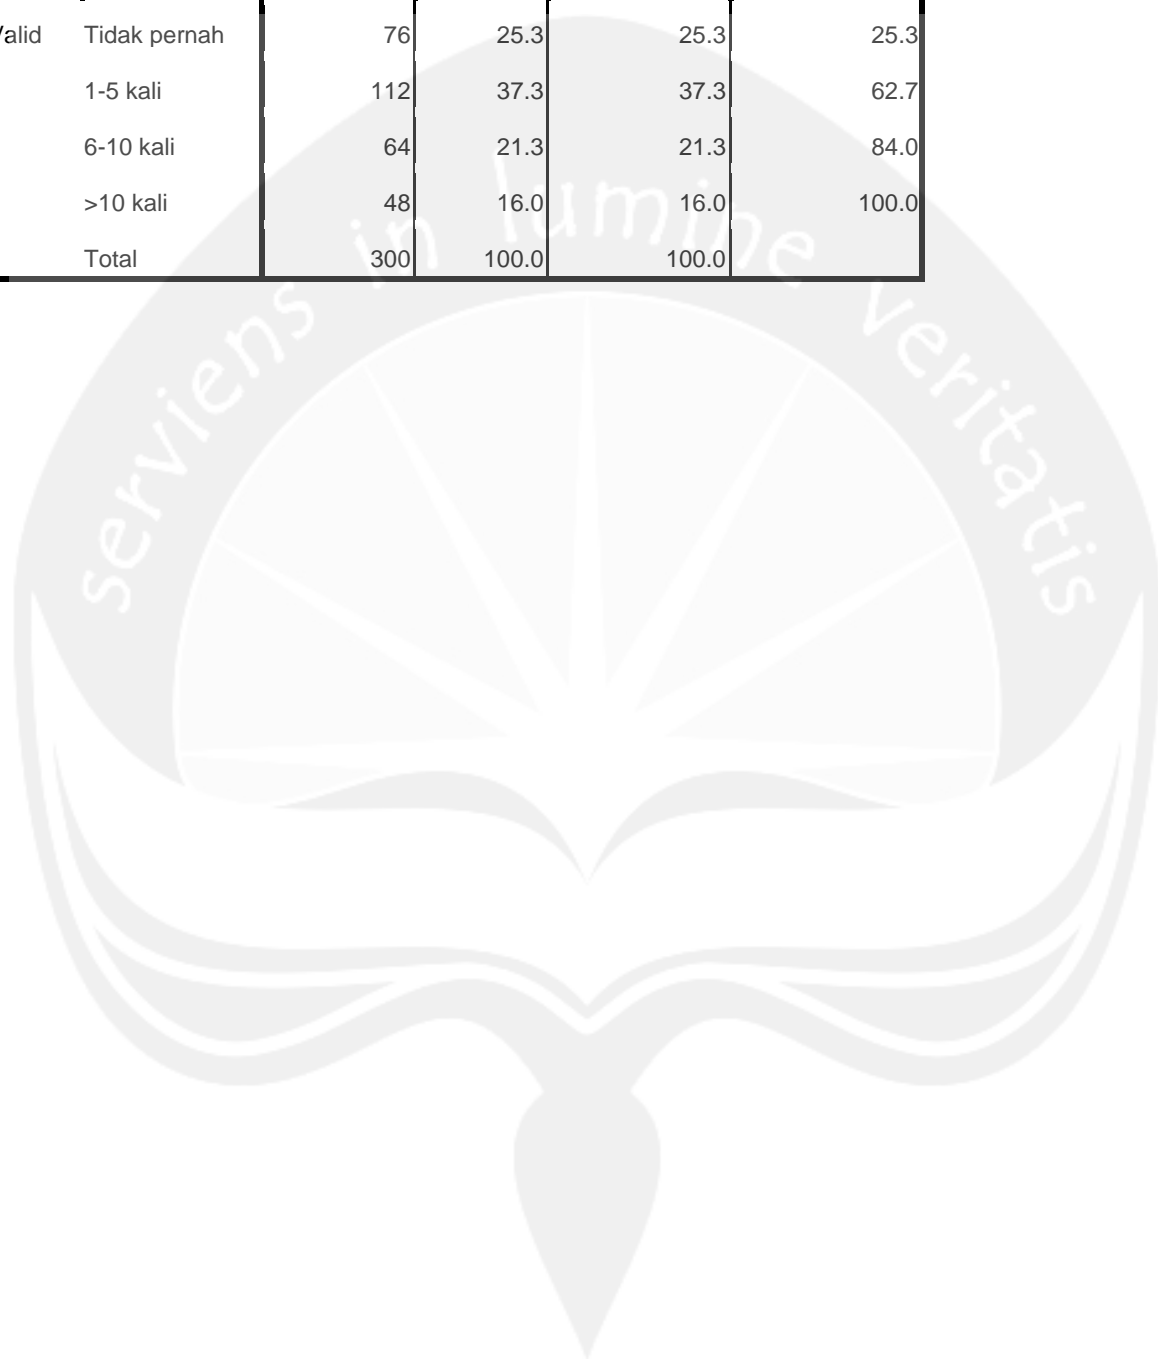 Valid Tidak pernah 76 25.3 25.3 25.3
1-5 kali 112 37.3 37.3 62.7
6-10 kali 64 21.3 21.3 84.0
>10 kali 48 16.0 16.0 100.0
Total 300 100.0 100.0
serviens in lumine veritatis